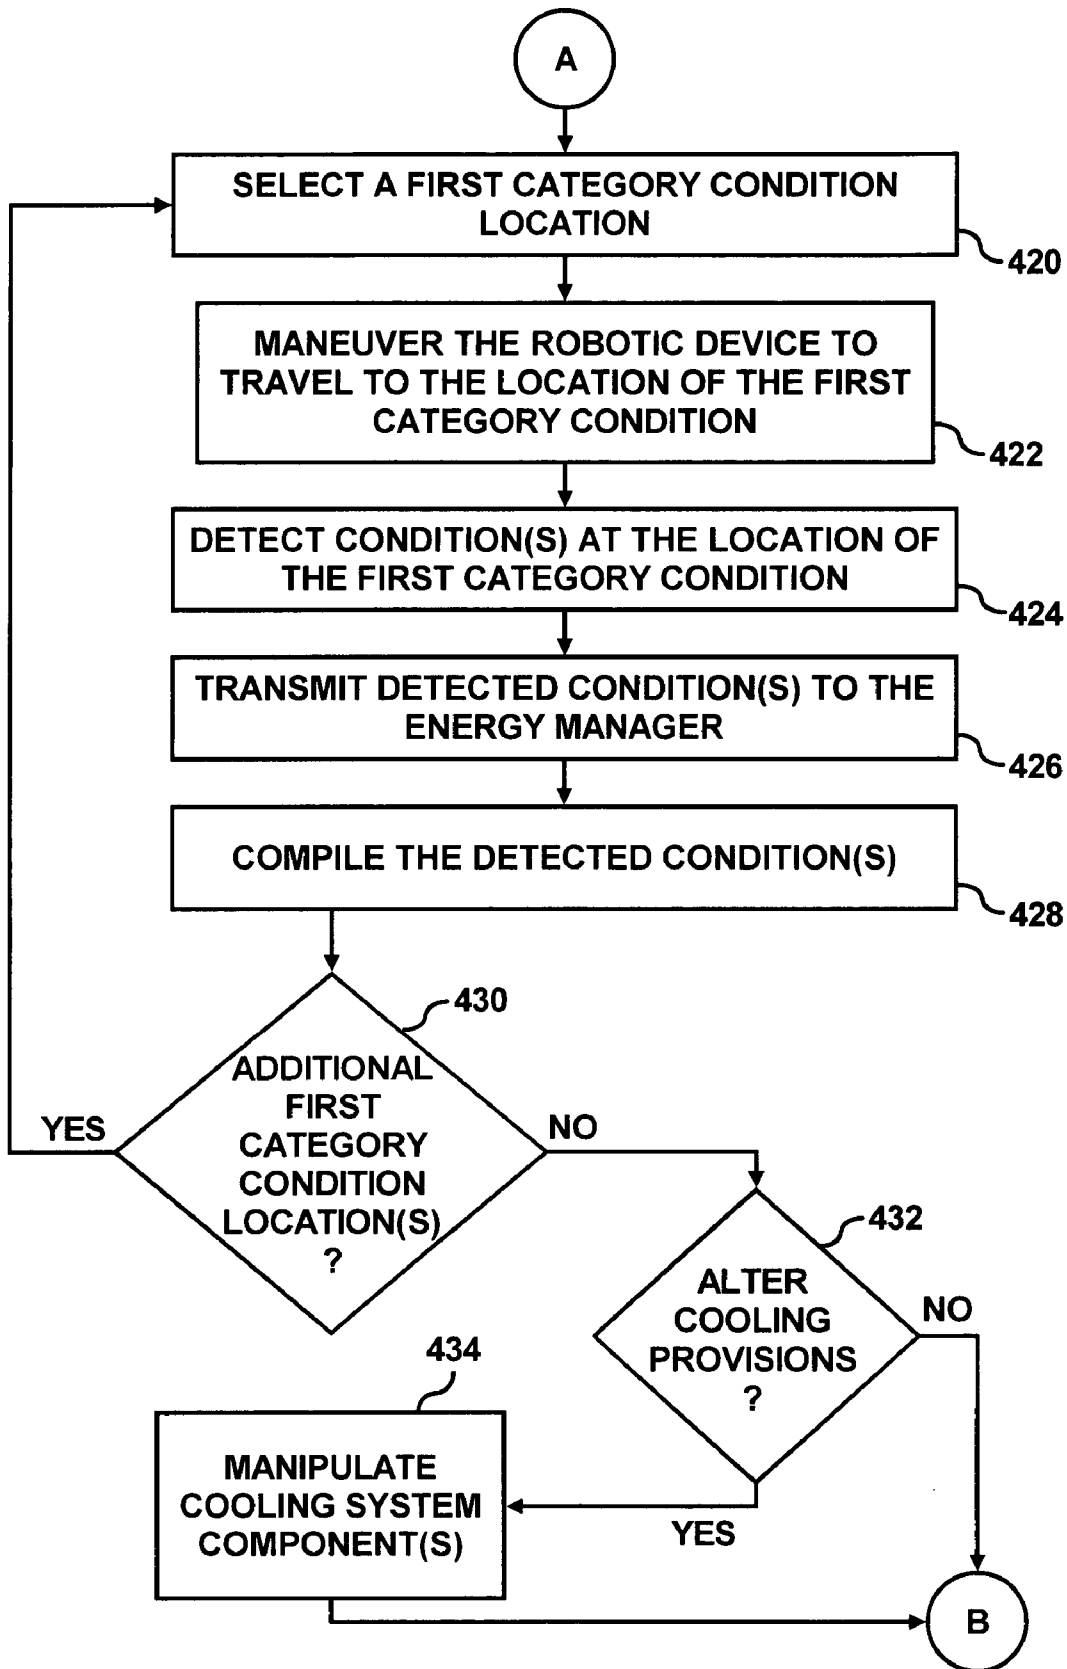 A
SELECT A FIRST CATEGORY CONDITION
LOCATION
420
MANEUVER THE ROBOTIC DEVICE TO
TRAVEL TO THE LOCATION OF THE FIRST
CATEGORY CONDITION
422
DETECT CONDITION(S) AT THE LOCATION OF
THE FIRST CATEGORY CONDITION
424
TRANSMIT DETECTED CONDITION(S) TO THE
ENERGY MANAGER
426
COMPILE THE DETECTED CONDITION(S)
428
430
ADDITIONAL
FIRST
CATEGORY
CONDITION
LOCATION(S)
?
YES
NO
432
ALTER
COOLING
PROVISIONS
?
NO
YES
434
MANIPULATE
COOLING SYSTEM
COMPONENT(S)
B